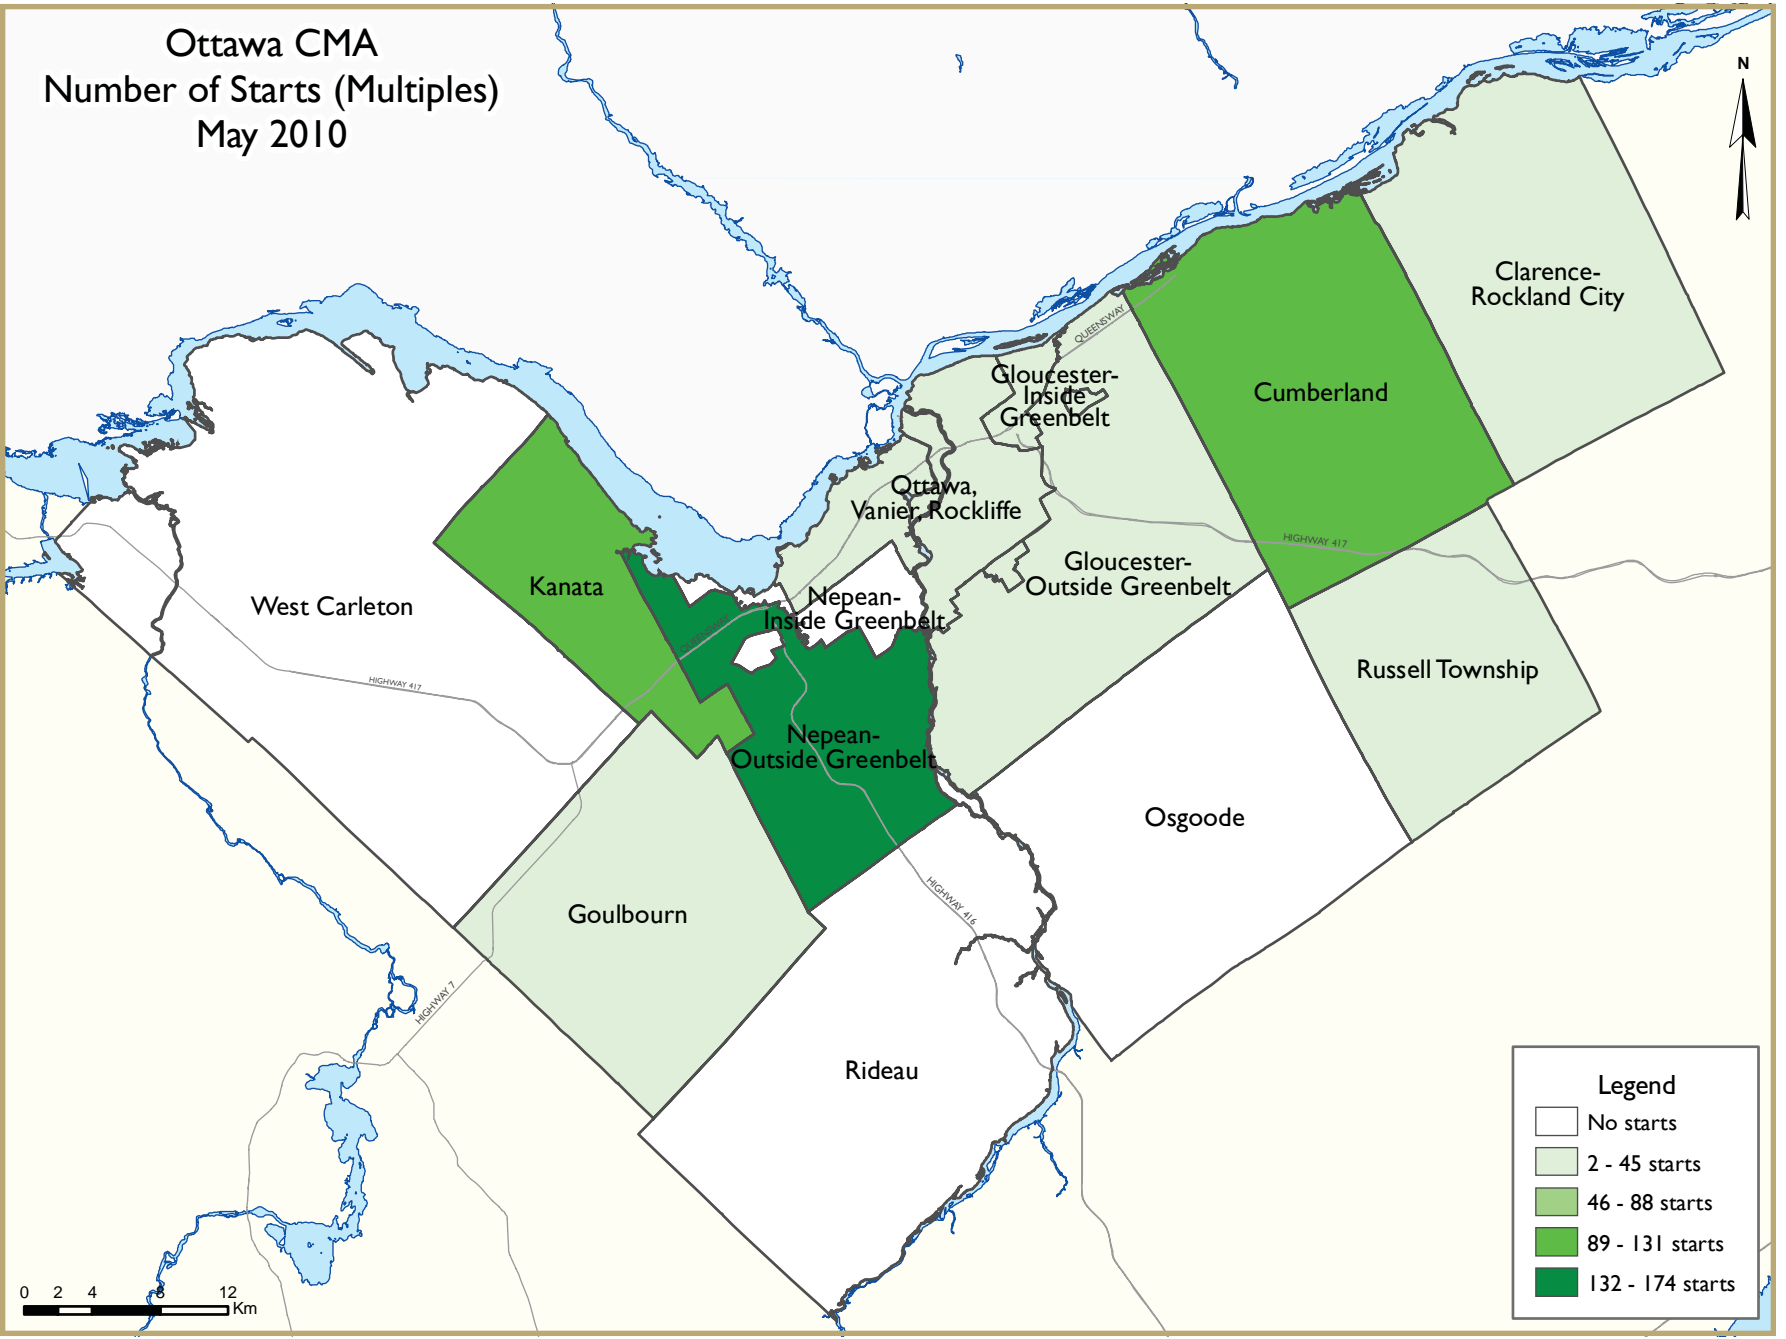 Ottawa CMA
Number of Starts (Multiples)
May 2010
N
Clarence-
Rockland City
QUEENSWAY
Gloucester-
Inside
Greenbelt
Cumberland
Ottawa,
Vanier, Rockliffe
HIGHWAY 417
Gloucester-
Outside Greenbelt
Kanata
West Carleton
Nepean-
Inside Greenbelt
QUEENSWAY
Russell Township
HIGHWAY 417
Nepean-
Outside Greenbelt
Osgoode
Goulbourn
HIGHWAY 416
HIGHWAY 7
Rideau
Legend
No starts
2 - 45 starts
46 - 88 starts
89 - 131 starts
132 - 174 starts
0 2 4 8 12
Km